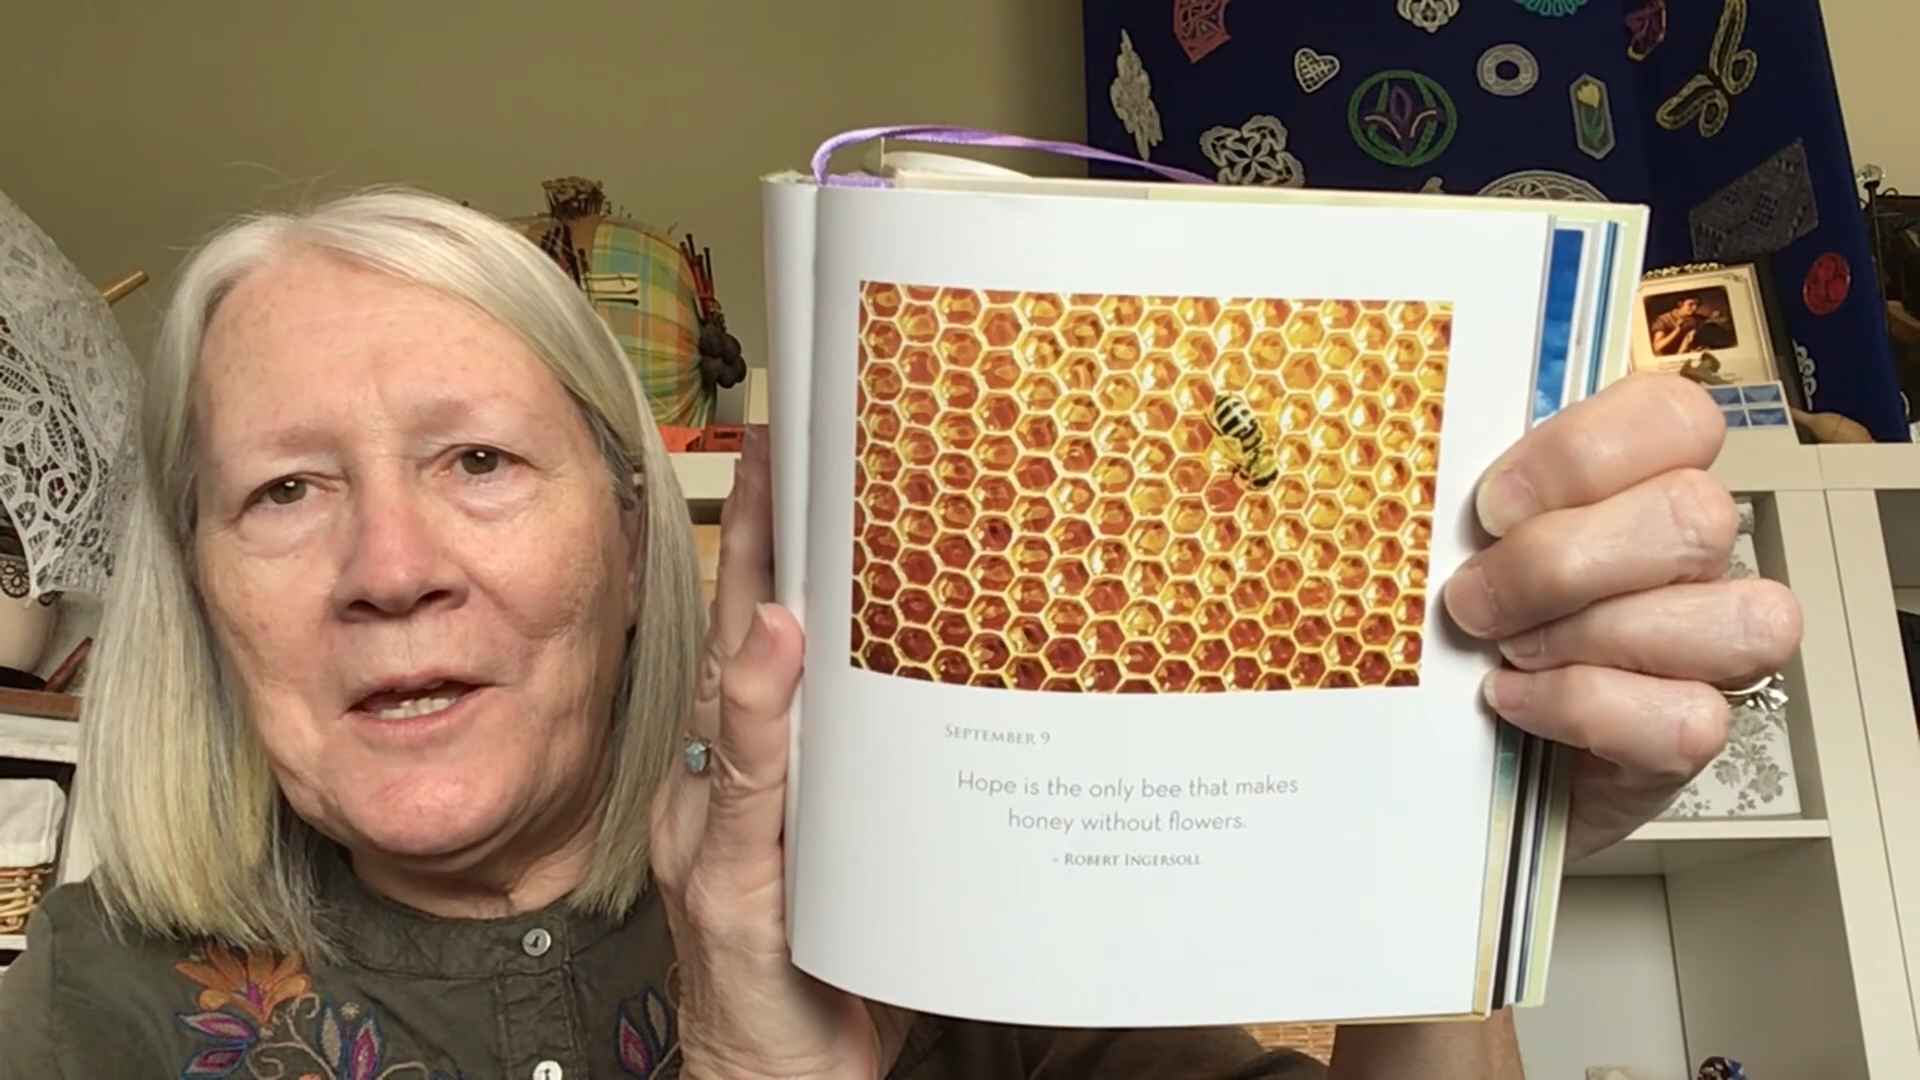 September 9
Hope is the only bee that makes
honey without flowers.
– Robert Ingersoll